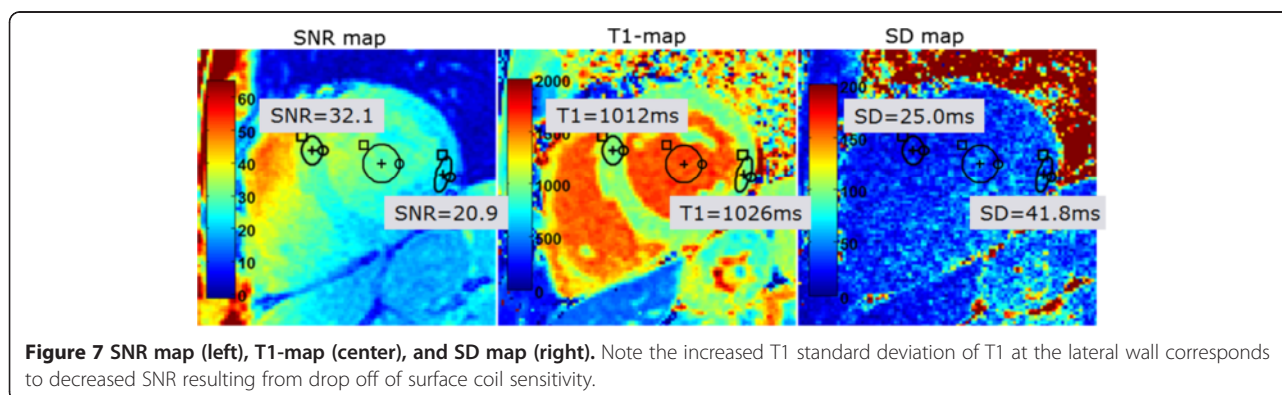 SNR map T1-map SD map
60 2000 200
SNR=32.1 T1=1012ms SD=25.0ms
50 1500 150
40
30 1000 100
SNR=20.9 T1=1026ms SD=41.8ms
20 500 50
10
0 0 0
Figure 7 SNR map (left), T1-map (center), and SD map (right). Note the increased T1 standard deviation of T1 at the lateral wall corresponds
to decreased SNR resulting from drop off of surface coil sensitivity.